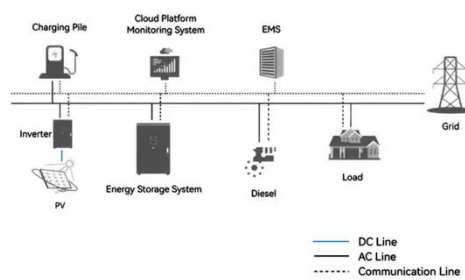 Charging Pile
Cloud Platform
Monitoring System
EMS
Grid
Inverter
PV
Energy Storage System
Diesel
Load
DC Line
AC Line
Communication Line